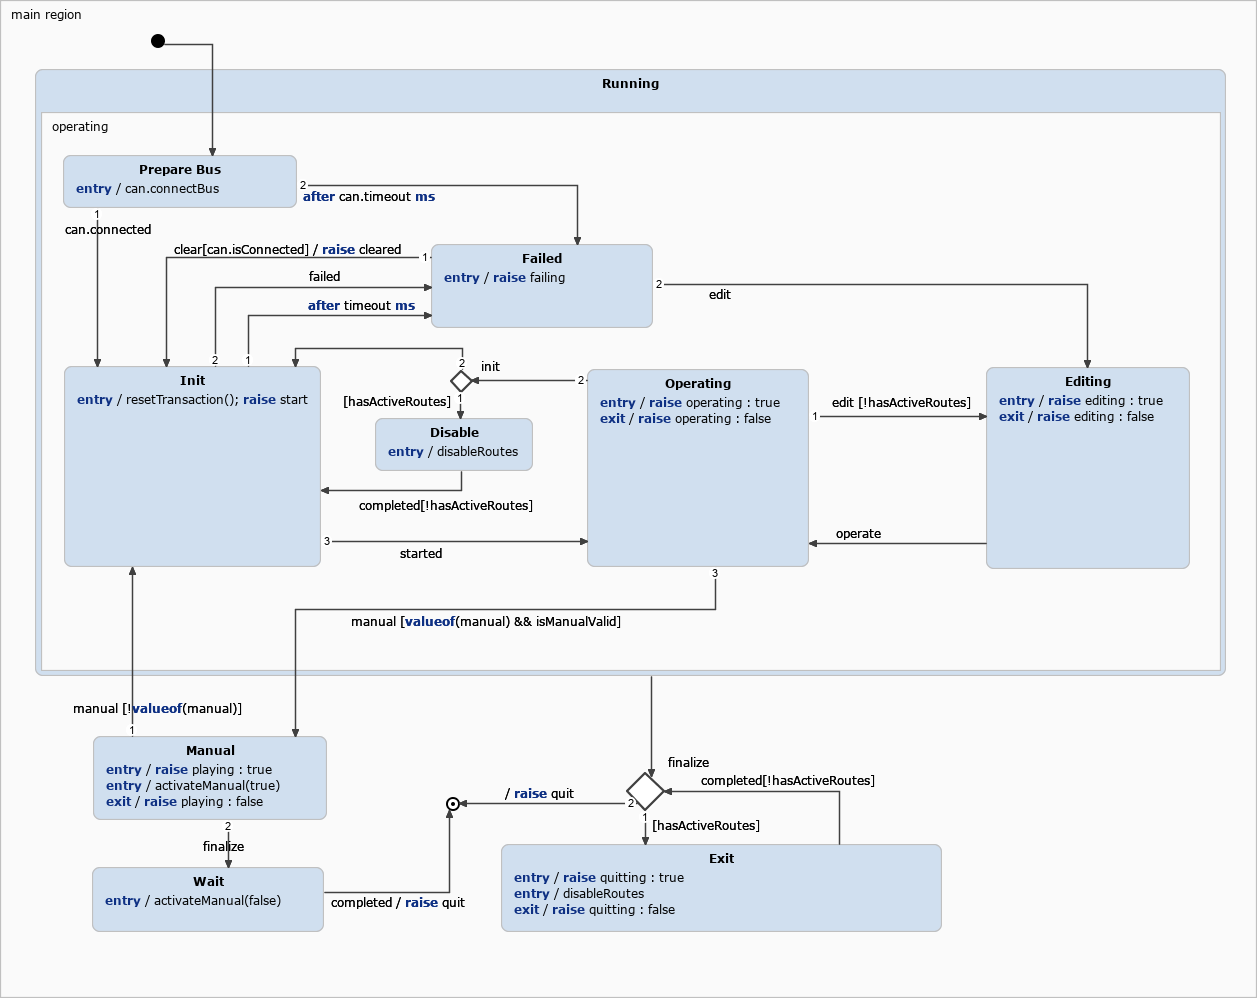 main region
Running
operating
Prepare Bus
entry / can.connectBus
2
after can.timeout ms
1
can.connected
clear[can.isConnected] / raise cleared
1
Failed
entry / raise failing
failed
after timeout ms
2
edit
2
1
Init
entry / resetTransaction(); raise start
2
init
2
[hasActiveRoutes]
1
Disable
entry / disableRoutes
completed[!hasActiveRoutes]
3
started
Operating
entry / raise operating : true
exit / raise operating : false
1
edit [!hasActiveRoutes]
Editing
entry / raise editing : true
exit / raise editing : false
operate
3
manual [valueof(manual) && isManualValid]
manual [!valueof(manual)]
1
Manual
entry / raise playing : true
entry / activateManual(true)
exit / raise playing : false
2
finalize
Wait
entry / activateManual(false)
completed / raise quit
finalize
completed[!hasActiveRoutes]
/ raise quit
2
1
[hasActiveRoutes]
Exit
entry / raise quitting : true
entry / disableRoutes
exit / raise quitting : false